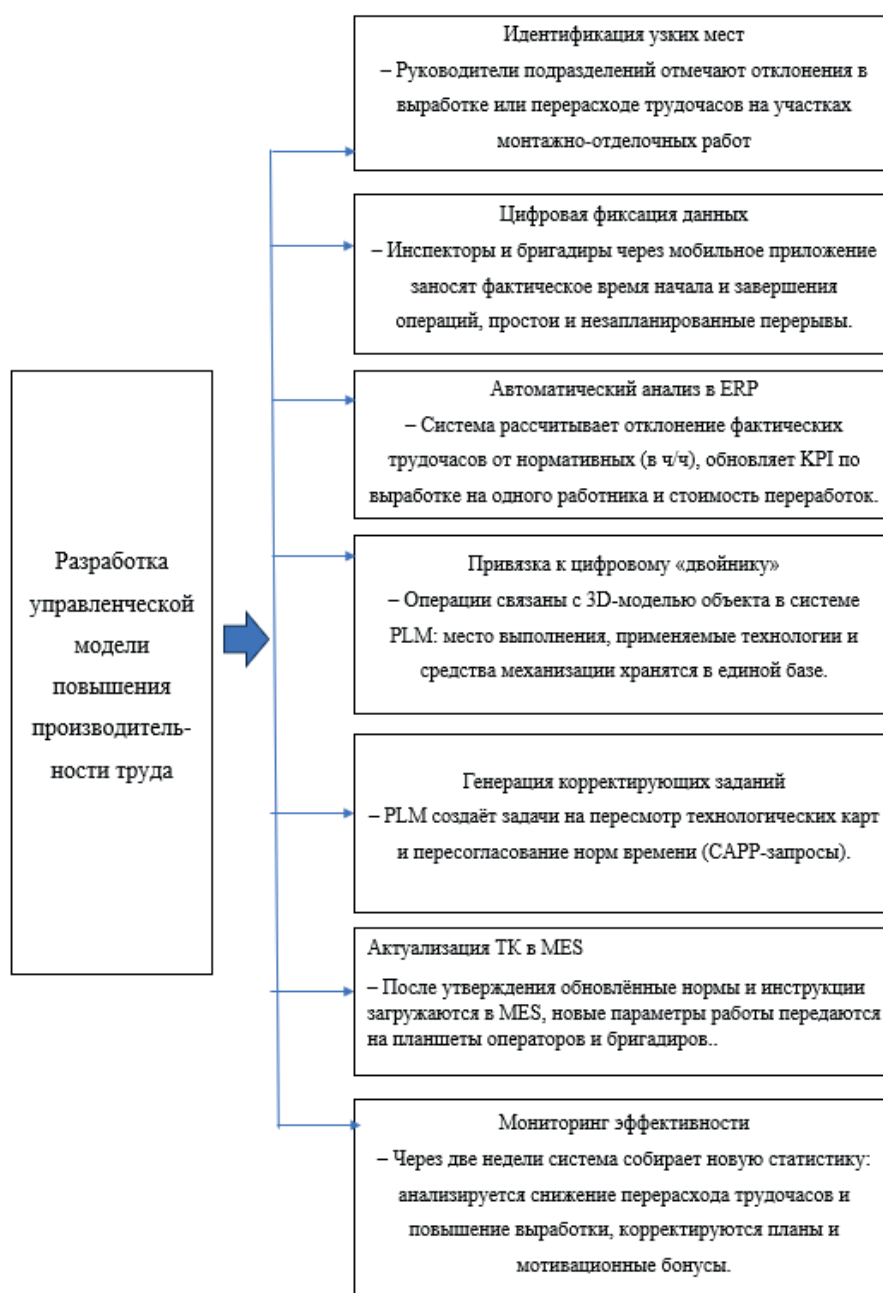 Идентификация узких мест
– Руководители подразделений отмечают отклонения в
выработке или перерасходе трудочасов на участках
монтажно-отделочных работ
Цифровая фиксация данных
– Инспекторы и бригадиры через мобильное приложение
заносят фактическое время начала и завершения
операций, простои и незапланированные перерывы.
Автоматический анализ в ERP
– Система рассчитывает отклонение фактических
трудочасов от нормативных (в ч/ч), обновляет KPI по
выработке на одного работника и стоимость переработок.
Разработка
управленческой
модели
повышения
производитель-
ности труда
Привязка к цифровому «двойнику»
– Операции связаны с 3D-моделью объекта в системе
PLM: место выполнения, применяемые технологии и
средства механизации хранятся в единой базе.
Генерация корректирующих заданий
– PLM создаёт задачи на пересмотр технологических карт
и пересогласование норм времени (CAPP-запросы).
Актуализация ТК в MES
– После утверждения обновлённые нормы и инструкции
загружаются в MES, новые параметры работы передаются
на планшеты операторов и бригадиров..
Мониторинг эффективности
– Через две недели система собирает новую статистику:
анализируется снижение перерасхода трудочасов и
повышение выработки, корректируются планы и
мотивационные бонусы.